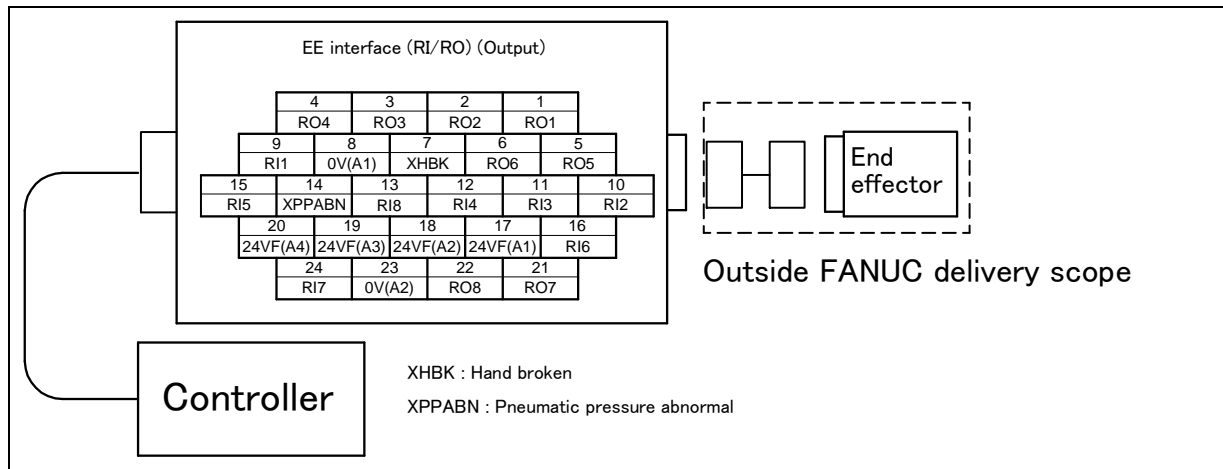 EE interface (RI/RO) (Output)
4 3 2 1
RO4 RO3 RO2 RO1
9 8 7 6 5
RI1 0V(A1) XHBK RO6 RO5
15 14 13 12 11 10
RI5 XPPABN RI8 RI4 RI3 RI2
20 19 18 17 16
24VF(A4) 24VF(A3) 24VF(A2) 24VF(A1) RI6
24 23 22 21
RI7 0V(A2) RO8 RO7
End
effector
Outside FANUC delivery scope
Controller
XHBK : Hand broken
XPPABN : Pneumatic pressure abnormal